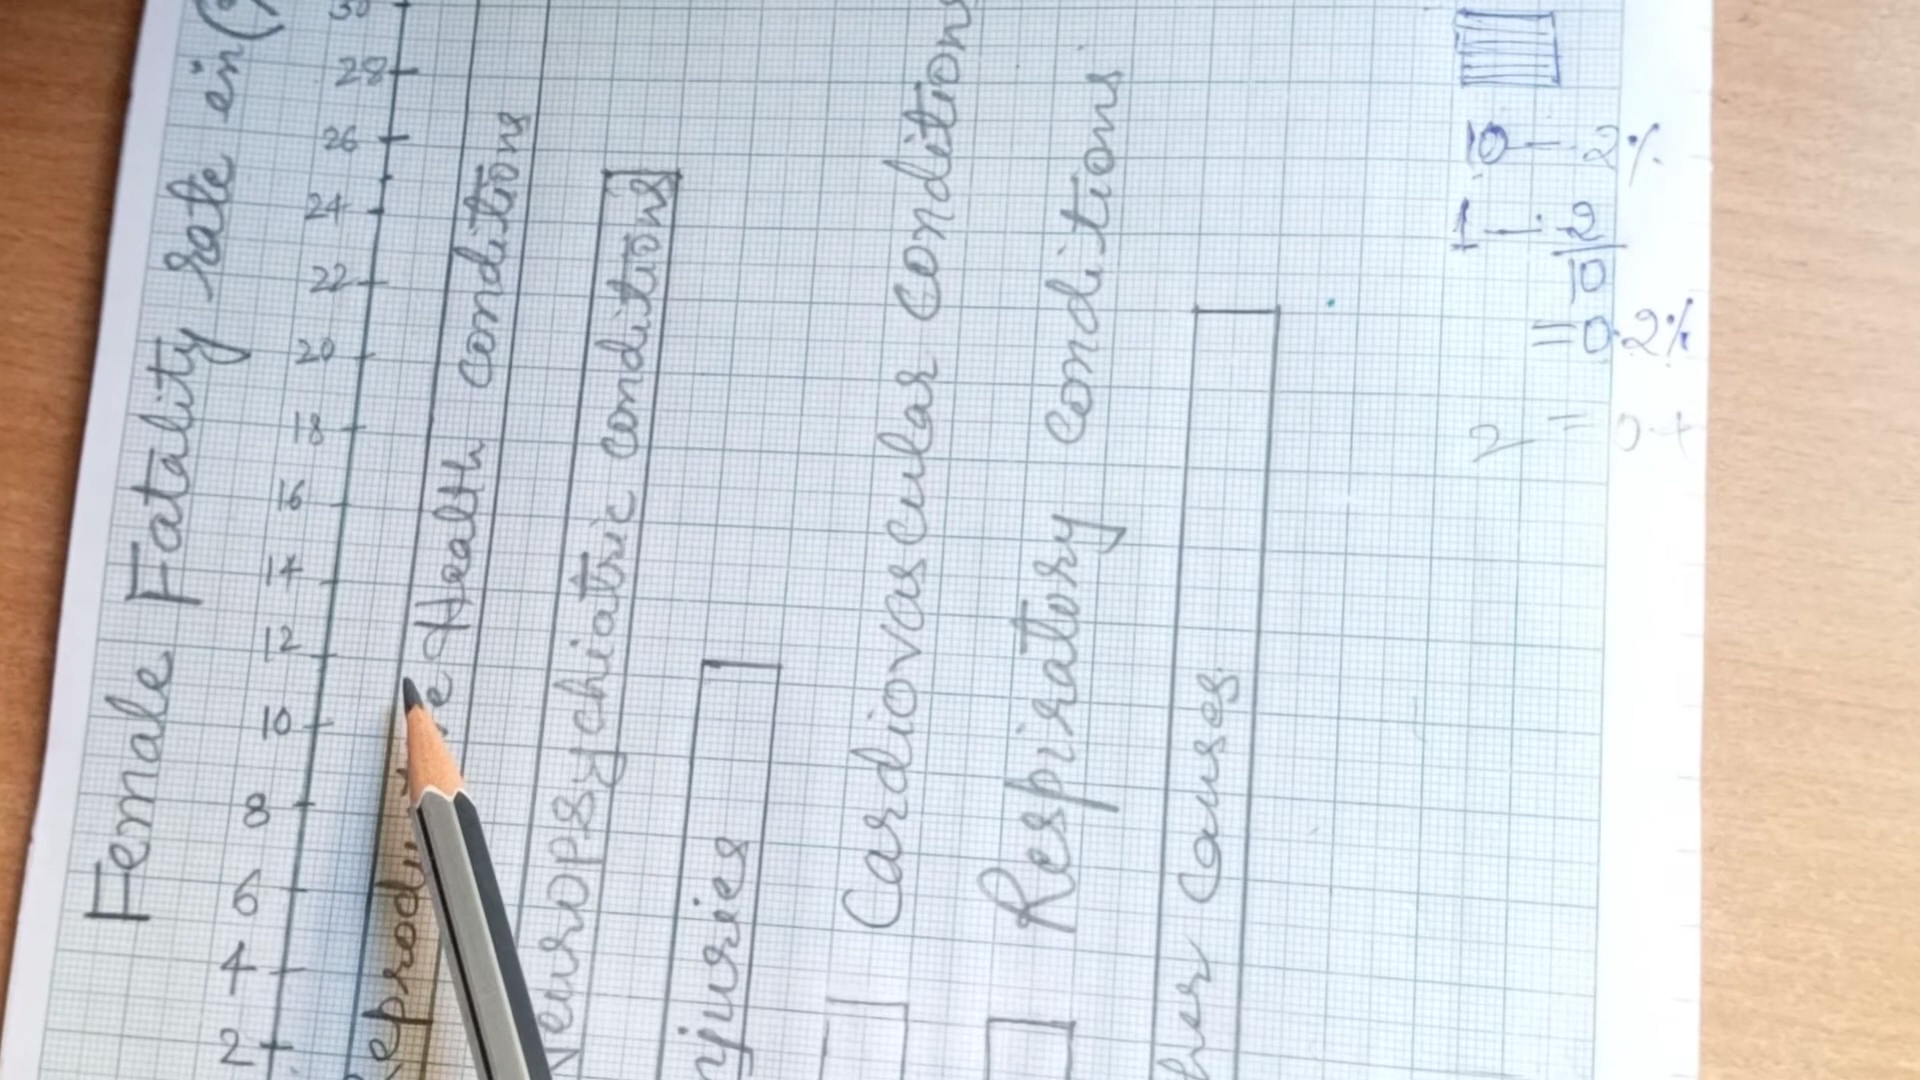 Female Fatality rate in
30
28
26
24
22
20
18
16
14
12
10
8
6
4
2
Health conditions
Neuropsychiatric conditions
njuries
Cardiovascular conditions
Respiratory conditions
her causes
10 — 2%
1 — 2/10
= 0.2%
2 = 0.4